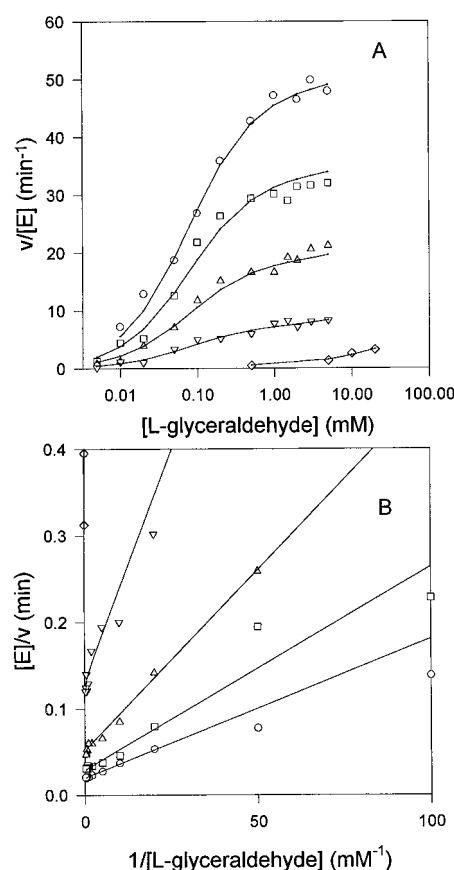 A
60
50
40
30
20
10
0
v/[E] (min⁻¹)
0.01 0.10 1.00 10.00 100.00
[L-glyceraldehyde] (mM)
B
0.4
0.3
0.2
0.1
0.0
[E]/v (min)
0 50 100
1/[L-glyceraldehyde] (mM⁻¹)